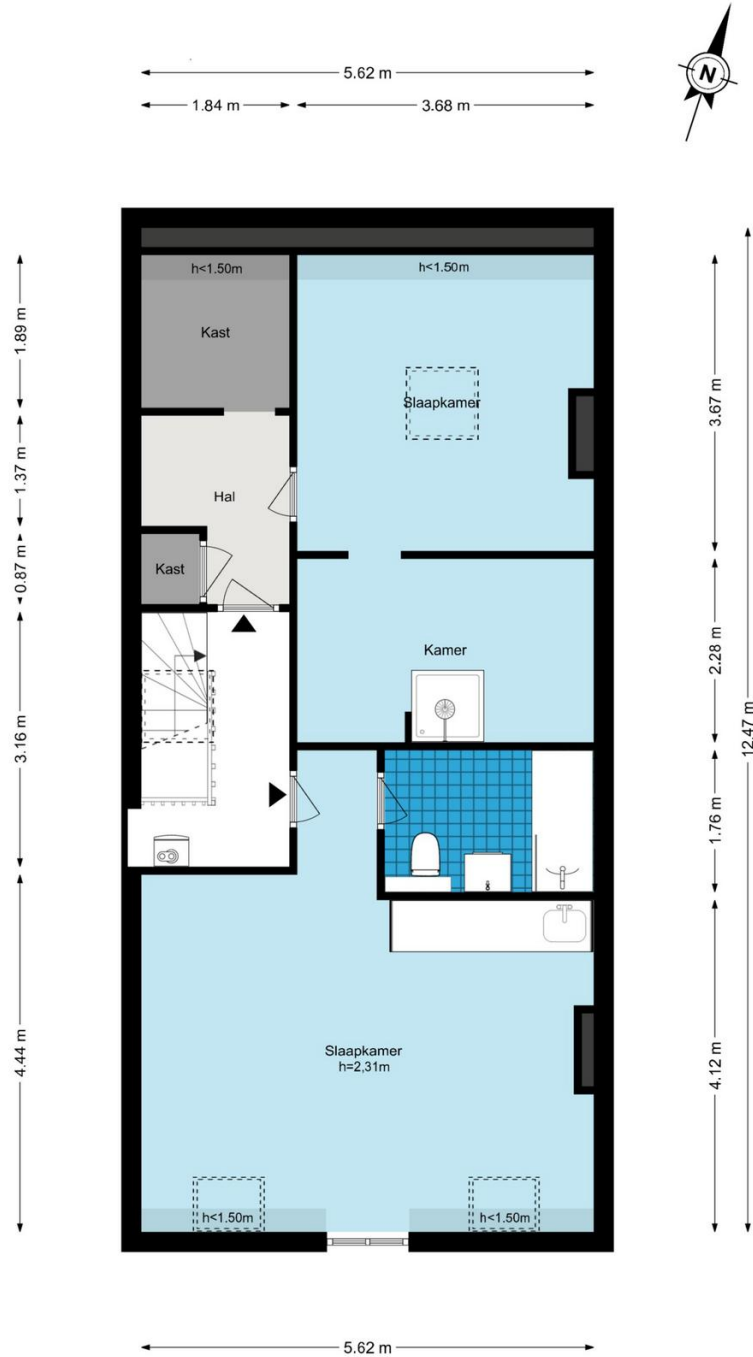 5.62 m
1.84 m
3.68 m
N
h<1.50m
h<1.50m
1.89 m
Kast
Slaapkamer
3.67 m
1.37 m
Hal
0.87 m
Kast
Kamer
2.28 m
3.16 m
12.47 m
1.76 m
4.44 m
Slaapkamer
h=2,31m
4.12 m
h<1.50m
h<1.50m
5.62 m